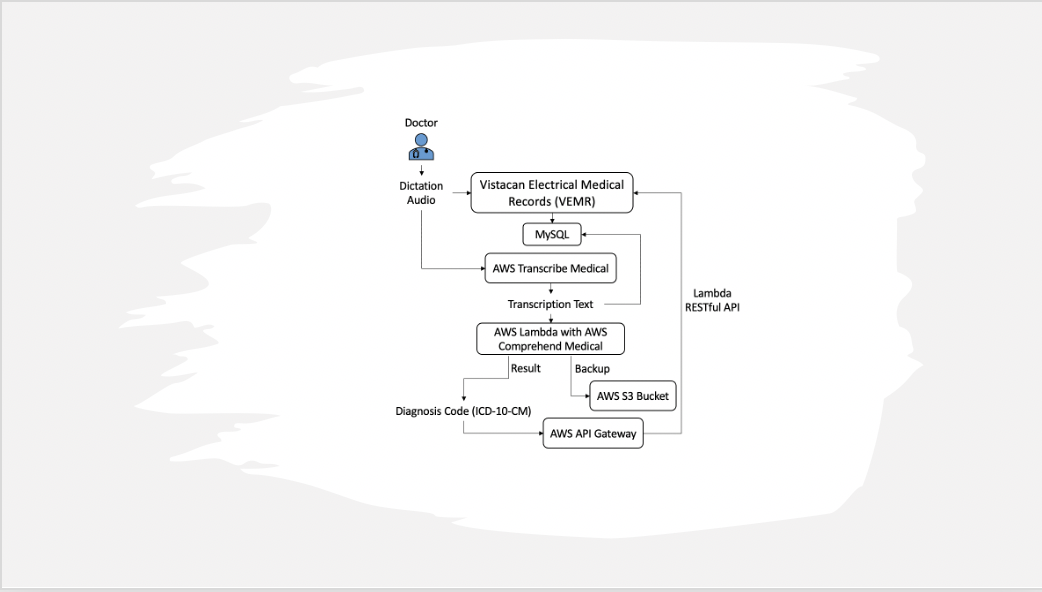 Doctor
Dictation
Audio
Vistacan Electrical Medical
Records (VEMR)
MySQL
AWS Transcribe Medical
Transcription Text
Lambda
RESTful API
AWS Lambda with AWS
Comprehend Medical
Result
Backup
AWS S3 Bucket
Diagnosis Code (ICD-10-CM)
AWS API Gateway